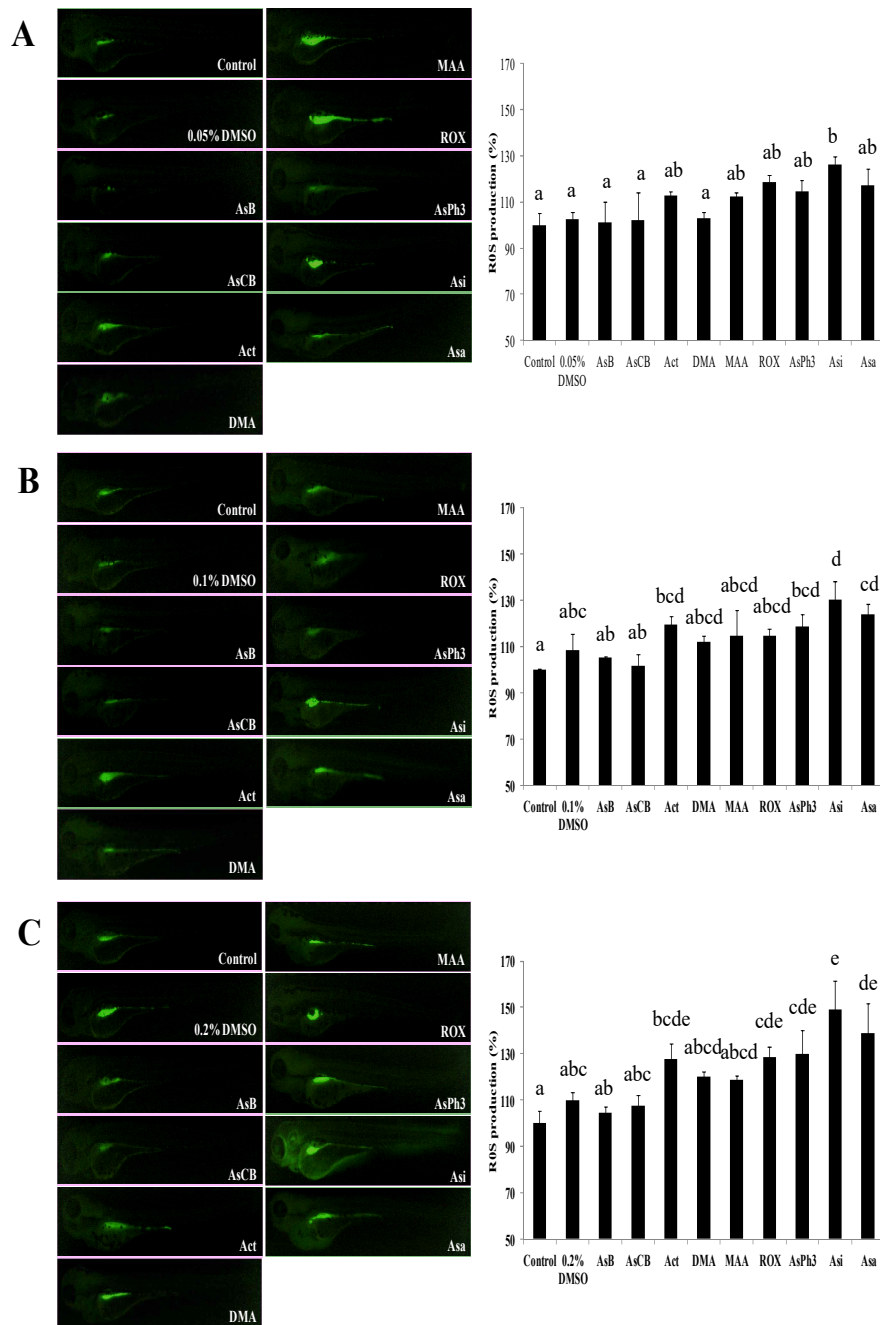 A
Control
MAA
0.05% DMSO
ROX
AsB
AsPh3
AsCB
Asi
Act
Asa
DMA
170
150
130
110
90
70
50
R0S production (%)
a a a a ab a ab ab ab b ab
Control 0.05% AsB AsCB Act DMA MAA ROX AsPh3 Asi Asa
DMSO
B
Control
MAA
0.1% DMSO
ROX
AsB
AsPh3
AsCB
Asi
Act
Asa
DMA
170
150
130
110
90
70
50
R0S production (%)
a abc ab ab bcd abcd abcd abcd bcd d cd
Control 0.1% AsB AsCB Act DMA MAA ROX AsPh3 Asi Asa
DMSO
C
Control
MAA
0.2% DMSO
ROX
AsB
AsPh3
AsCB
Asi
Act
Asa
DMA
170
150
130
110
90
70
50
R0S production (%)
a abc ab abc bcde abcd abcd cde cde e de
Control 0.2% AsB AsCB Act DMA MAA ROX AsPh3 Asi Asa
DMSO